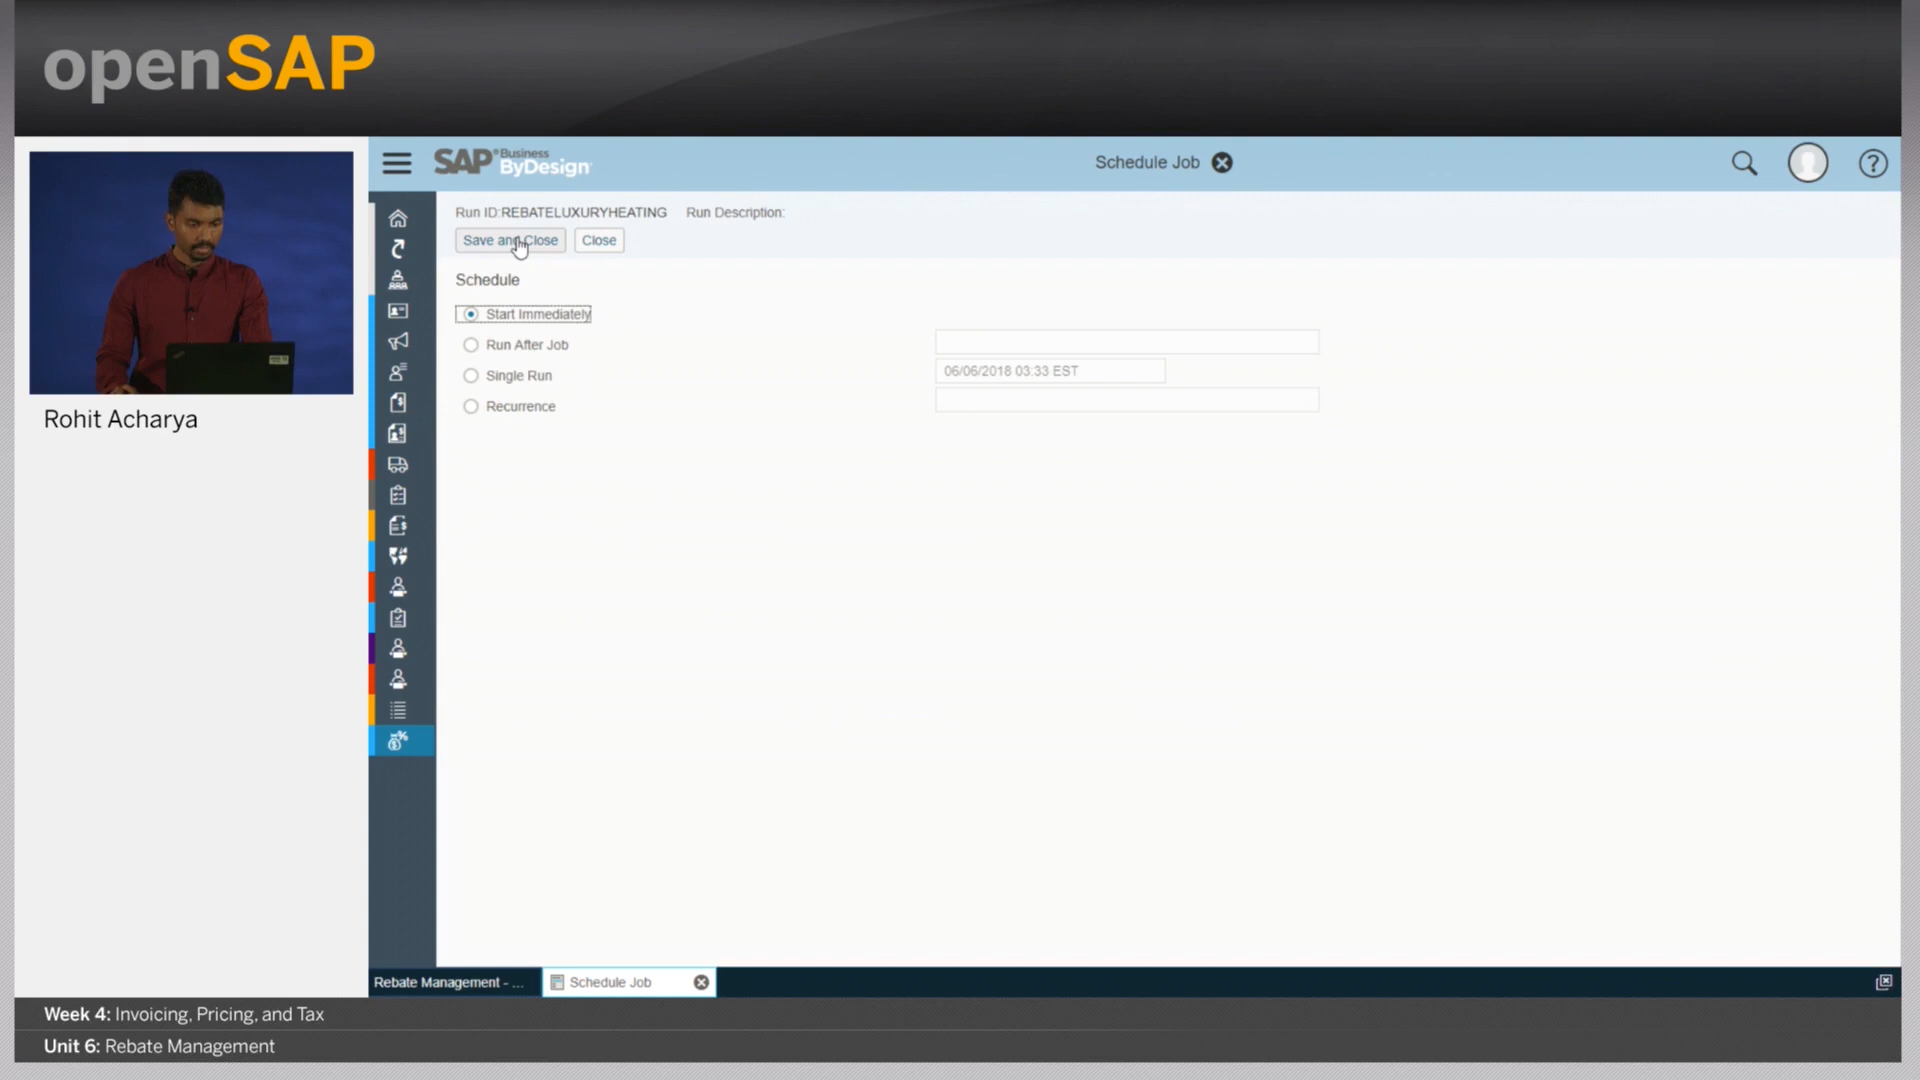 openSAP
SAP Business ByDesign
Schedule Job
Run ID:REBATELUXURYHEATING Run Description:
Save and Close Close
Schedule
Start Immediately
Run After Job
Single Run 06/06/2018 03:33 EST
Recurrence
Rohit Acharya
Rebate Management - ... Schedule Job
Week 4: Invoicing, Pricing, and Tax
Unit 6: Rebate Management